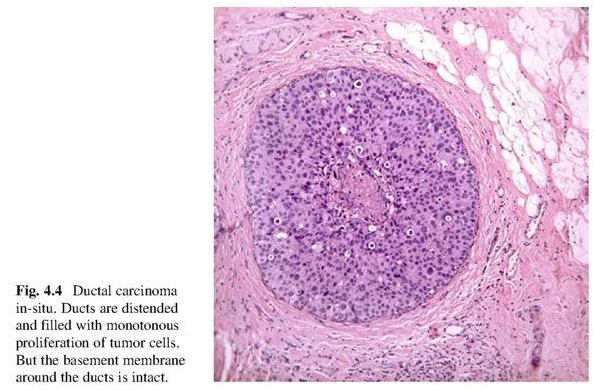 Fig. 4.4 Ductal carcinoma
in-situ. Ducts are distended
and filled with monotonous
proliferation of tumor cells.
But the basement membrane
around the ducts is intact.